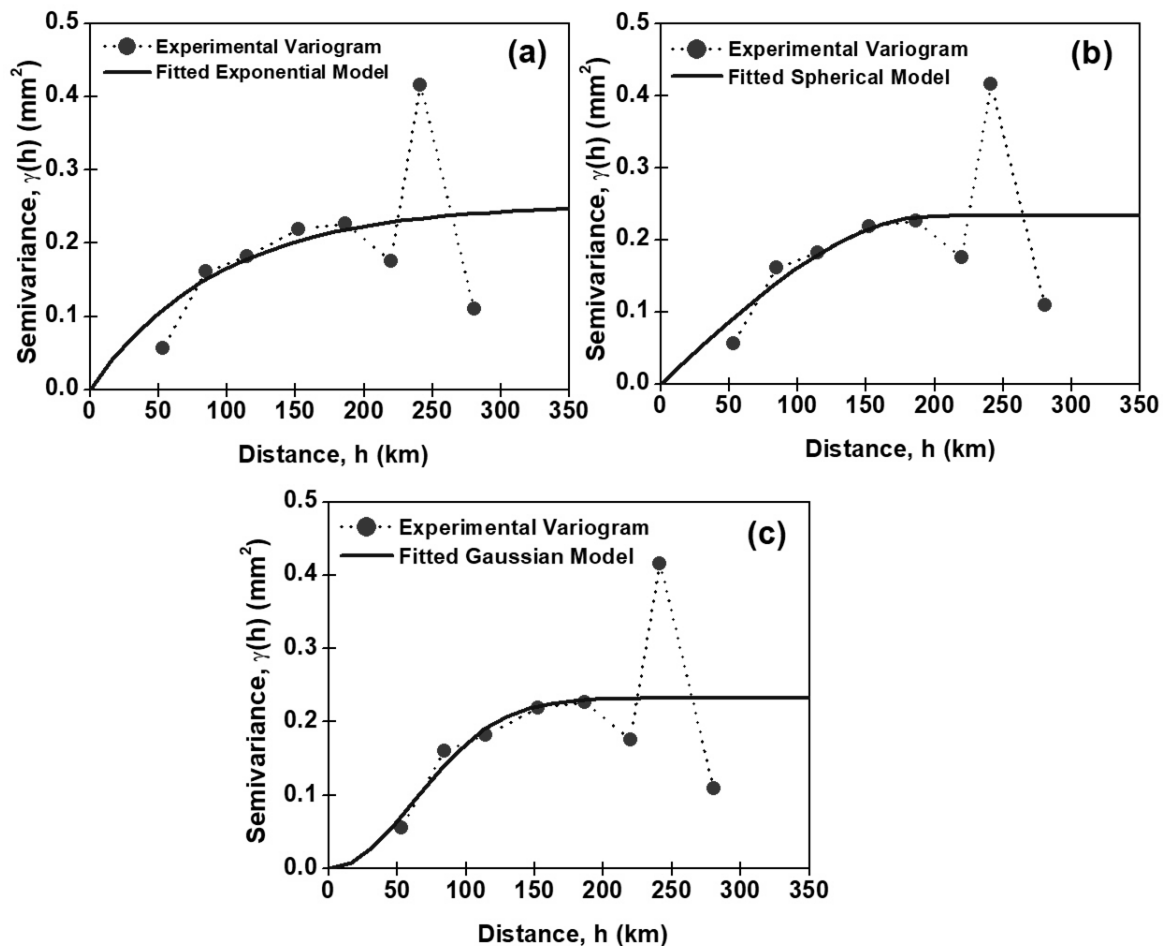 0.5
Experimental Variogram
Fitted Exponential Model
(a)
0.4
0.3
0.2
0.1
0.0
Semivariance, γ(h) (mm²)
0 50 100 150 200 250 300 350
Distance, h (km)
0.5
Experimental Variogram
Fitted Spherical Model
(b)
0.4
0.3
0.2
0.1
0.0
Semivariance, γ(h) (mm²)
0 50 100 150 200 250 300 350
Distance, h (km)
0.5
Experimental Variogram
Fitted Gaussian Model
(c)
0.4
0.3
0.2
0.1
0.0
Semivariance, γ(h) (mm²)
0 50 100 150 200 250 300 350
Distance, h (km)